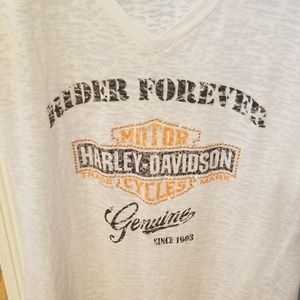 RIDER FOREVER
MOTOR
HARLEY-DAVIDSON
TRADE CYCLES MARK
Genuine
SINCE 1903